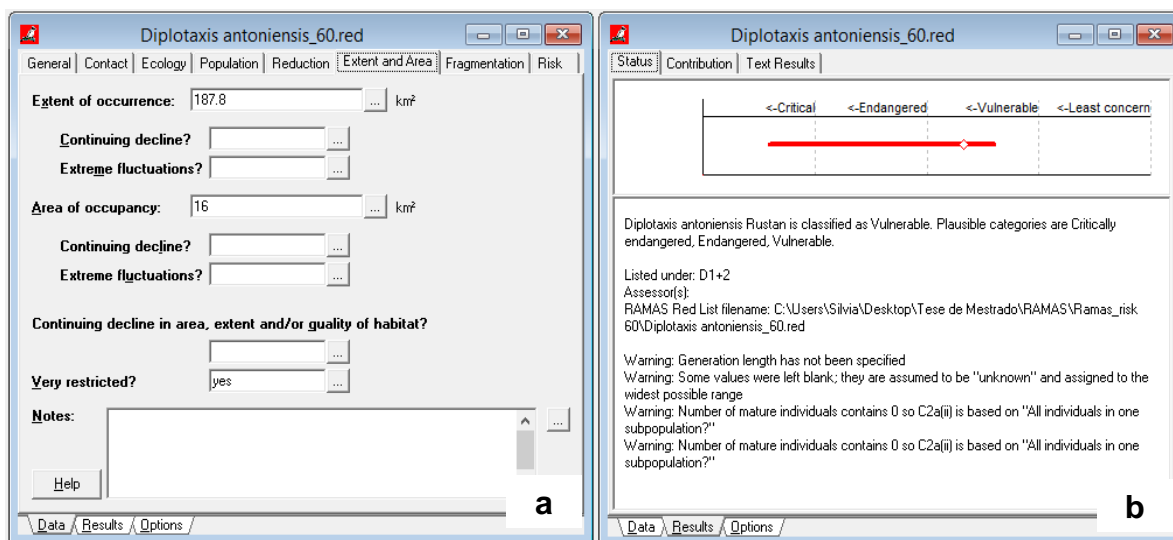 a
Diplotaxis antoniensis_60.red
General Contact Ecology Population Reduction Extent and Area Fragmentation Risk
Extent of occurrence: 187.8 ... km²
Continuing decline? ...
Extreme fluctuations? ...
Area of occupancy: 16 ... km²
Continuing decline? ...
Extreme fluctuations? ...
Continuing decline in area, extent and/or quality of habitat?
...
Very restricted? yes ...
Notes: ...
Help
Data Results Options
Diplotaxis antoniensis_60.red
Status Contribution Text Results
<-Critical <-Endangered <-Vulnerable <-Least concern
Diplotaxis antoniensis Rustan is classified as Vulnerable. Plausible categories are Critically
endangered, Endangered, Vulnerable.
Listed under: D1+2
Assessor(s):
RAMAS Red List filename: C:\Users\Silvia\Desktop\Tese de Mestrado\RAMAS\Ramas_risk
60\Diplotaxis antoniensis_60.red
Warning: Generation length has not been specified
Warning: Some values were left blank; they are assumed to be "unknown" and assigned to the
widest possible range
Warning: Number of mature individuals contains 0 so C2a(ii) is based on "All individuals in one
subpopulation?"
Warning: Number of mature individuals contains 0 so C2a(ii) is based on "All individuals in one
subpopulation?"
b
Data Results Options